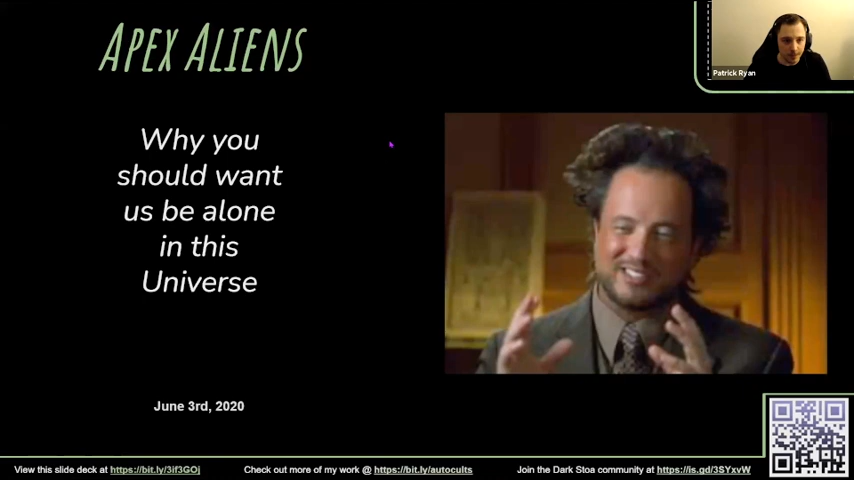 APEX ALIENS
Patrick Ryan
Why you
should want
us be alone
in this
Universe
June 3rd, 2020
View this slide deck at https://bit.ly/3if3GOj
Check out more of my work @ https://bit.ly/autocults
Join the Dark Stoa community at https://is.gd/3SYxvW